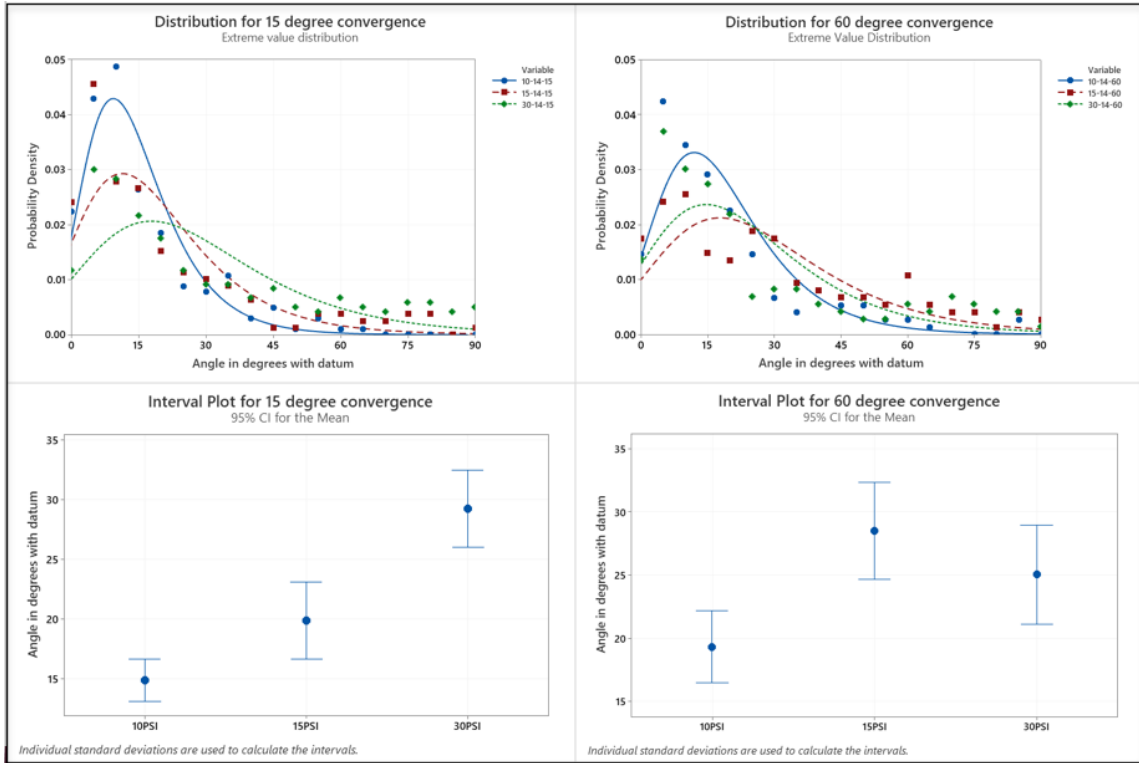 Distribution for 15 degree convergence
Extreme value distribution
0.05
0.04
0.03
0.02
0.01
0.00
Probability Density
0
15
30
45
60
75
90
Angle in degrees with datum
Variable
10-14-15
15-14-15
30-14-15
Distribution for 60 degree convergence
Extreme Value Distribution
0.05
0.04
0.03
0.02
0.01
0.00
Probability Density
0
15
30
45
60
75
90
Angle in degrees with datum
Variable
10-14-60
15-14-60
30-14-60
Interval Plot for 15 degree convergence
95% CI for the Mean
35
30
25
20
15
Angle in degrees with datum
10PSI
15PSI
30PSI
Individual standard deviations are used to calculate the intervals.
Interval Plot for 60 degree convergence
95% CI for the Mean
35
30
25
20
15
Angle in degrees with datum
10PSI
15PSI
30PSI
Individual standard deviations are used to calculate the intervals.